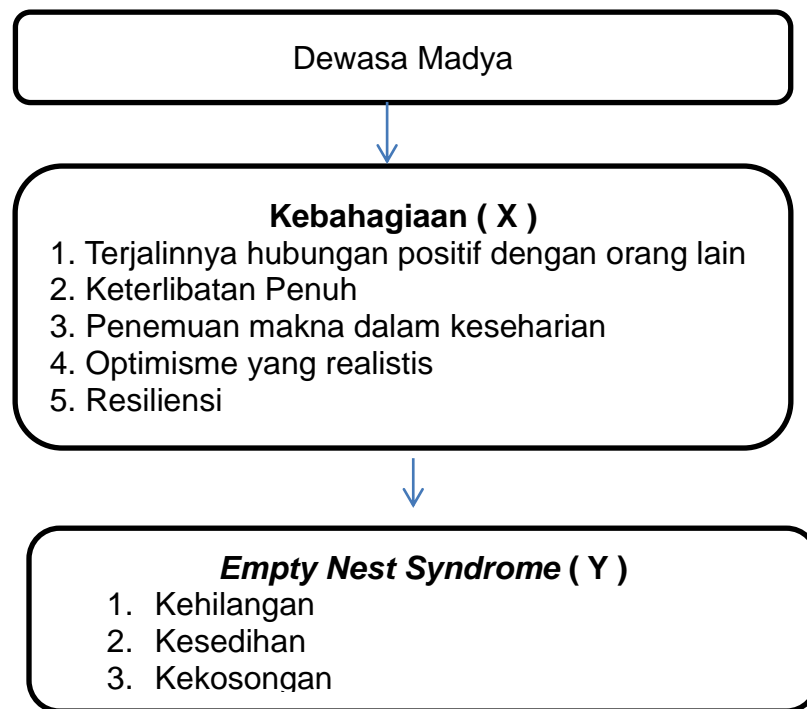 Dewasa Madya
Kebahagiaan ( X )
1. Terjalinnya hubungan positif dengan orang lain
2. Keterlibatan Penuh
3. Penemuan makna dalam keseharian
4. Optimisme yang realistis
5. Resiliensi
Empty Nest Syndrome ( Y )
1. Kehilangan
2. Kesedihan
3. Kekosongan